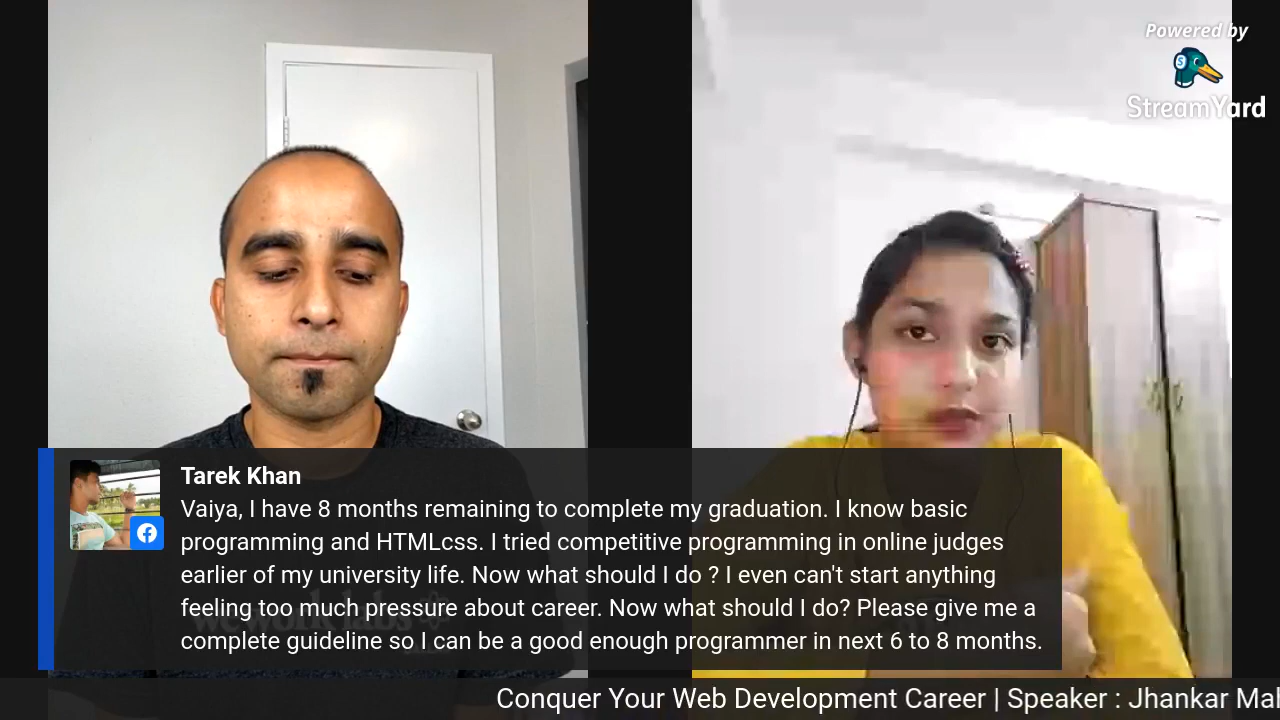 Powered by
StreamYard
Tarek Khan
Vaiya, I have 8 months remaining to complete my graduation. I know basic
programming and HTMLcss. I tried competitive programming in online judges
earlier of my university life. Now what should I do ? I even can't start anything
feeling too much pressure about career. Now what should I do? Please give me a
complete guideline so I can be a good enough programmer in next 6 to 8 months.
wework labs
Conquer Your Web Development Career | Speaker : Jhankar Mah